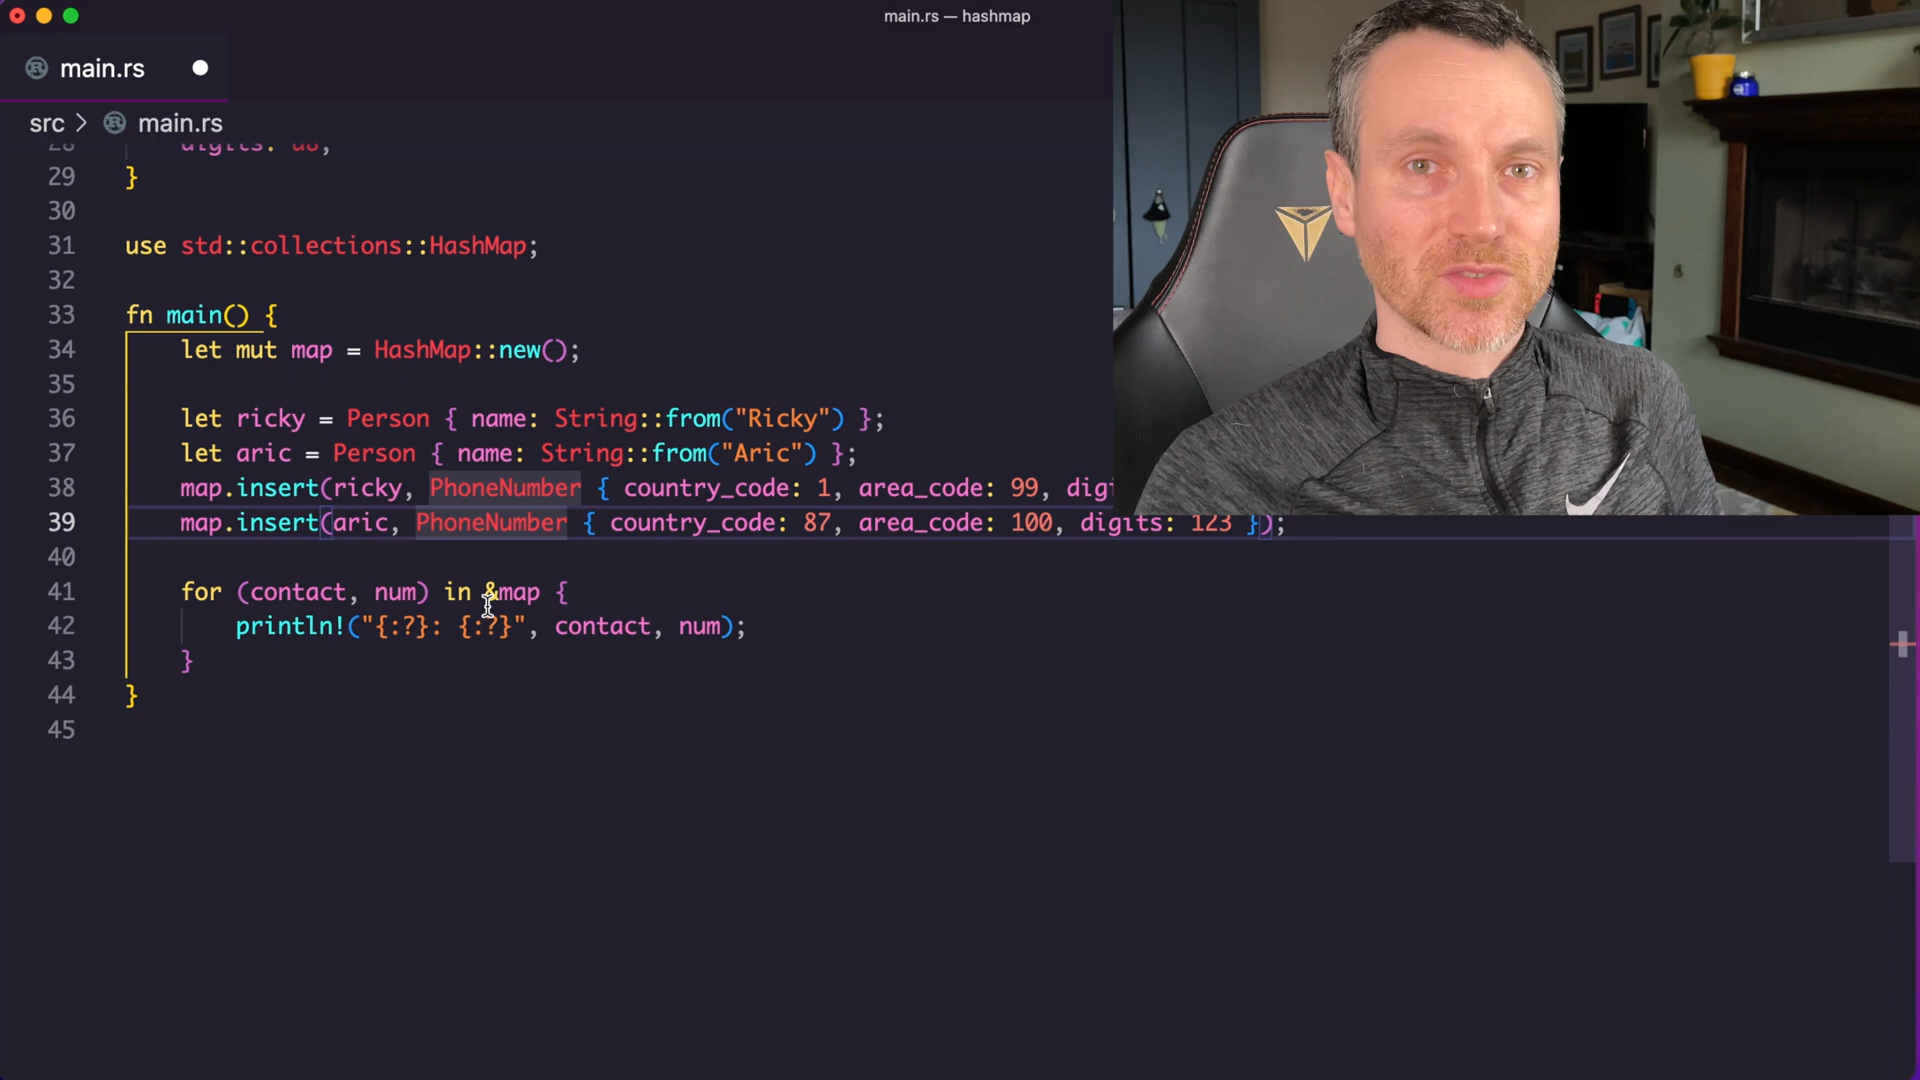 main.rs — hashmap
main.rs
src > main.rs
28 digits: u8,
29 }
30
31 use std::collections::HashMap;
32
33 fn main() {
34 let mut map = HashMap::new();
35
36 let ricky = Person { name: String::from("Ricky") };
37 let aric = Person { name: String::from("Aric") };
38 map.insert(ricky, PhoneNumber { country_code: 1, area_code: 99, digi
39 map.insert(aric, PhoneNumber { country_code: 87, area_code: 100, digits: 123 });
40
41 for (contact, num) in &map {
42 println!("{:?}: {:?}", contact, num);
43 }
44 }
45